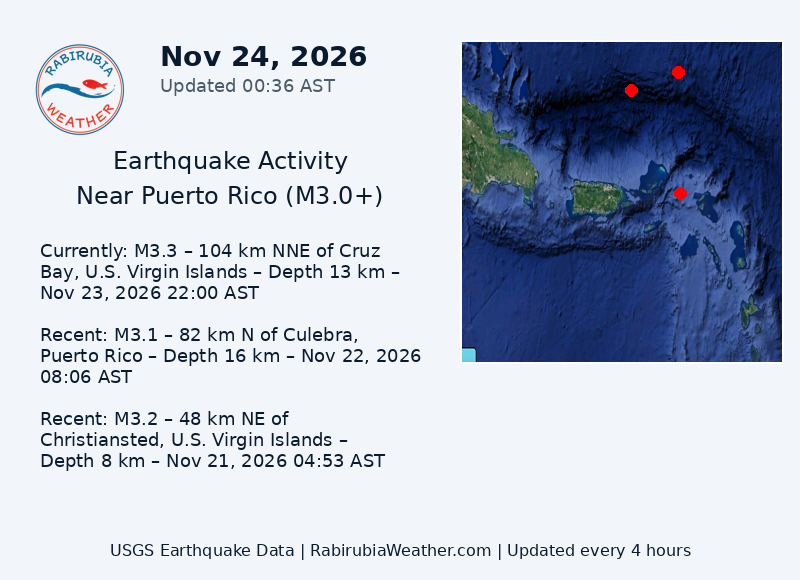 RABIRUBIA
WEATHER
Nov 24, 2026
Updated 00:36 AST
Earthquake Activity
Near Puerto Rico (M3.0+)
Currently: M3.3 – 104 km NNE of Cruz
Bay, U.S. Virgin Islands – Depth 13 km –
Nov 23, 2026 22:00 AST
Recent: M3.1 – 82 km N of Culebra,
Puerto Rico – Depth 16 km – Nov 22, 2026
08:06 AST
Recent: M3.2 – 48 km NE of
Christiansted, U.S. Virgin Islands –
Depth 8 km – Nov 21, 2026 04:53 AST
USGS Earthquake Data | RabirubiaWeather.com | Updated every 4 hours